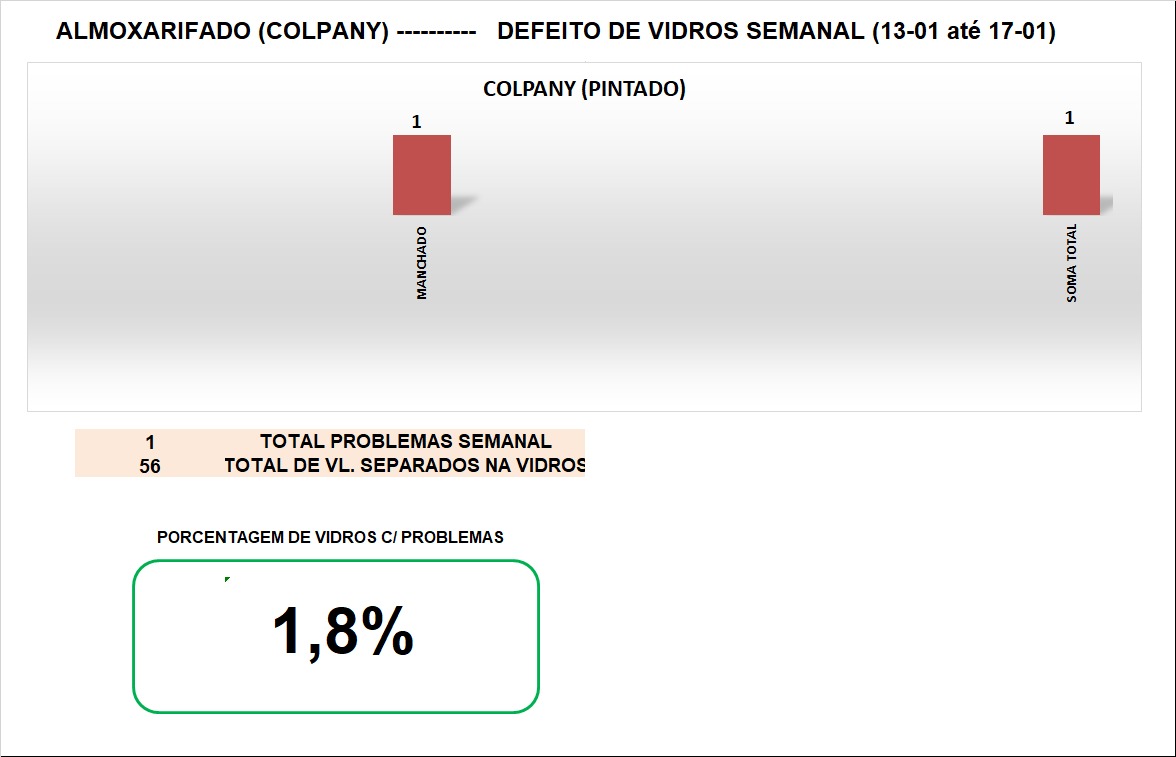 ALMOXARIFADO (COLPANY) ---------- DEFEITO DE VIDROS SEMANAL (13-01 até 17-01)
COLPANY (PINTADO)
1
1
MANCHADO
SOMA TOTAL
1 TOTAL PROBLEMAS SEMANAL
56 TOTAL DE VL. SEPARADOS NA VIDROS
PORCENTAGEM DE VIDROS C/ PROBLEMAS
1,8%